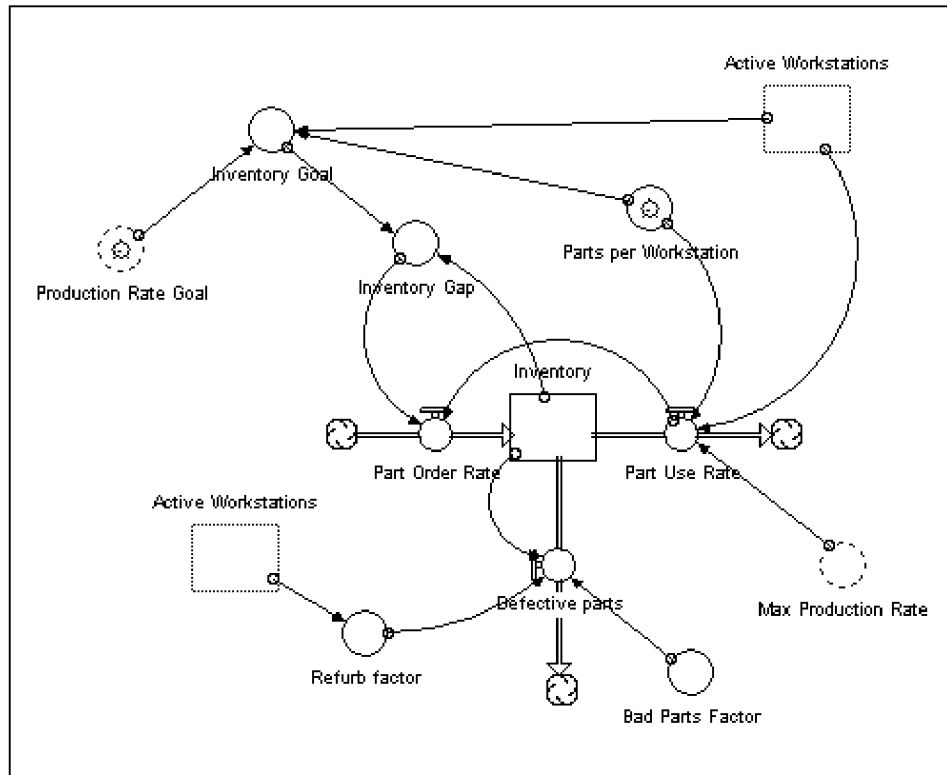 Active Workstations
Inventory Goal
Parts per Workstation
Production Rate Goal
Inventory Gap
Inventory
Part Order Rate
Part Use Rate
Active Workstations
Defective parts
Max Production Rate
Refurb factor
Bad Parts Factor